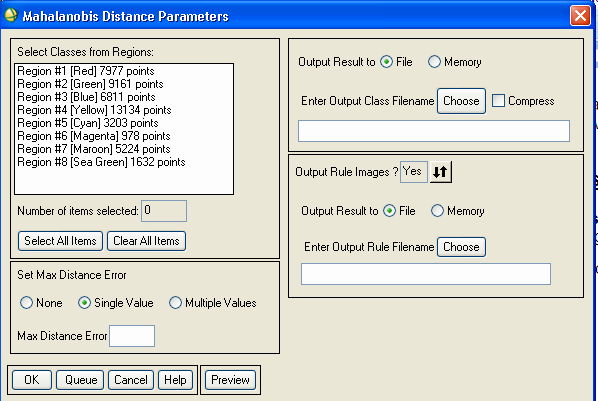 Mahalanobis Distance Parameters
Select Classes from Regions:
Region #1 [Red] 7977 points
Region #2 [Green] 9161 points
Region #3 [Blue] 6811 points
Region #4 [Yellow] 13134 points
Region #5 [Cyan] 3203 points
Region #6 [Magenta] 978 points
Region #7 [Maroon] 5224 points
Region #8 [Sea Green] 1632 points
Number of items selected: 0
Select All Items Clear All Items
Set Max Distance Error
None Single Value Multiple Values
Max Distance Error
Output Result to File Memory
Enter Output Class Filename Choose Compress
Output Rule Images ? Yes
Output Result to File Memory
Enter Output Rule Filename Choose
OK Queue Cancel Help Preview